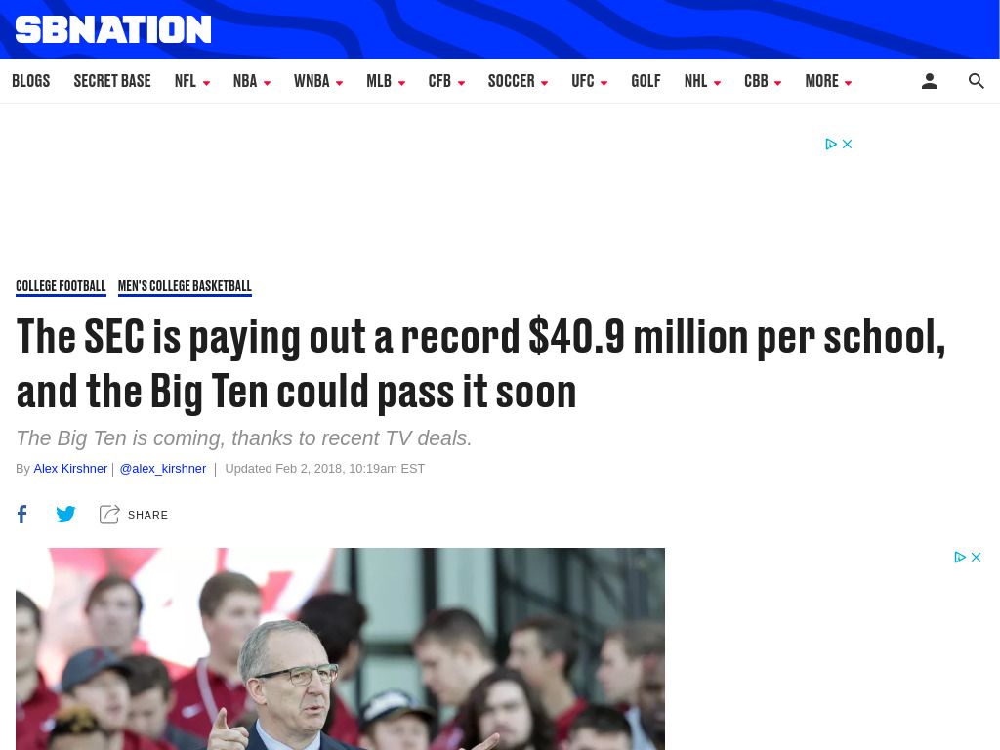 SBNATION
BLOGS SECRET BASE NFL NBA WNBA MLB CFB SOCCER UFC GOLF NHL CBB MORE
COLLEGE FOOTBALL MEN'S COLLEGE BASKETBALL
The SEC is paying out a record $40.9 million per school,
and the Big Ten could pass it soon
The Big Ten is coming, thanks to recent TV deals.
By Alex Kirshner | @alex_kirshner | Updated Feb 2, 2018, 10:19am EST
SHARE